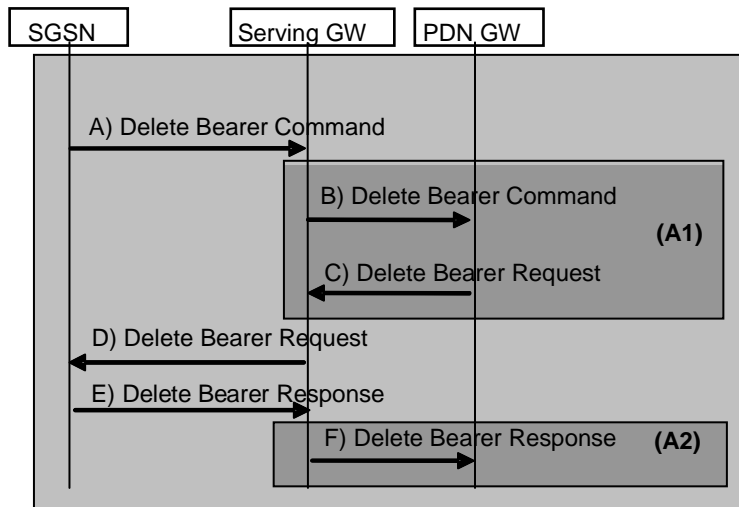 SGSN
Serving GW
PDN GW
A) Delete Bearer Command
B) Delete Bearer Command
(A1)
C) Delete Bearer Request
D) Delete Bearer Request
E) Delete Bearer Response
F) Delete Bearer Response
(A2)